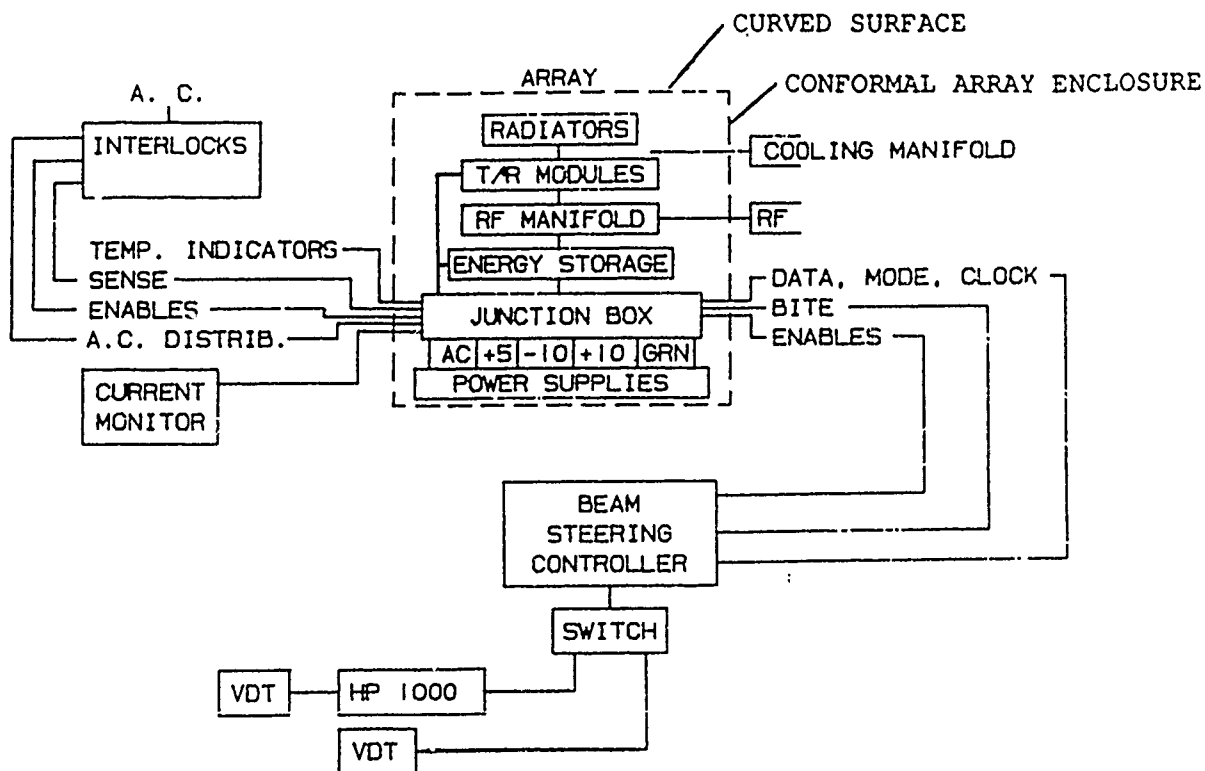 CURVED SURFACE
ARRAY
CONFORMAL ARRAY ENCLOSURE
A. C.
INTERLOCKS
RADIATORS
COOLING MANIFOLD
T/R MODULES
RF MANIFOLD
RF
TEMP. INDICATORS
ENERGY STORAGE
SENSE
DATA, MODE, CLOCK
ENABLES
JUNCTION BOX
BITE
A.C. DISTRIB.
ENABLES
AC +5 -10 +10 GRN
POWER SUPPLIES
CURRENT
MONITOR
BEAM
STEERING
CONTROLLER
SWITCH
VDT
HP 1000
VDT